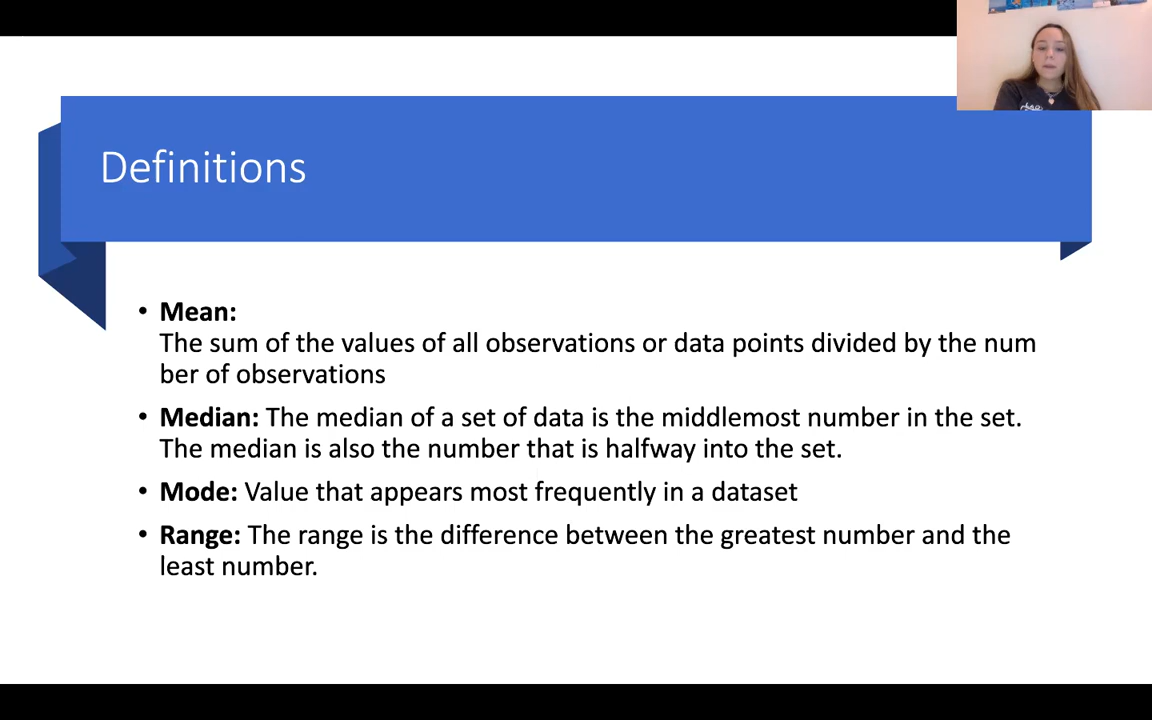 Definitions
• Mean:
The sum of the values of all observations or data points divided by the num
ber of observations
• Median: The median of a set of data is the middlemost number in the set.
The median is also the number that is halfway into the set.
• Mode: Value that appears most frequently in a dataset
• Range: The range is the difference between the greatest number and the
least number.